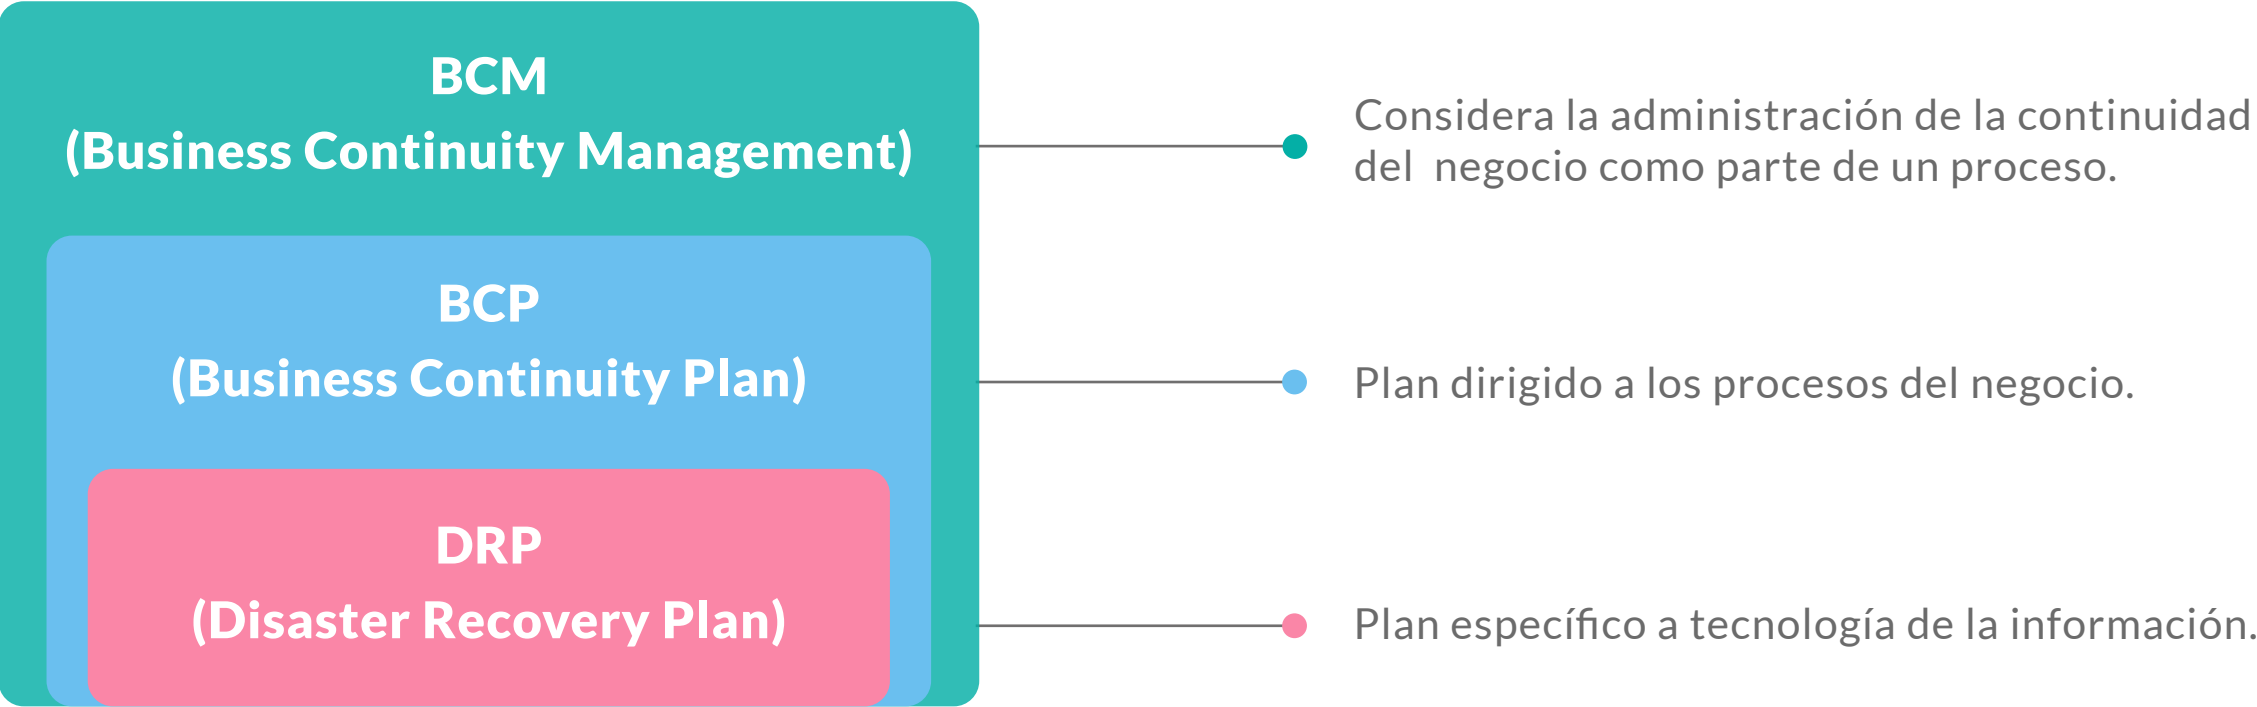 BCM
(Business Continuity Management)
Considera la administración de la continuidad
del negocio como parte de un proceso.
BCP
(Business Continuity Plan)
Plan dirigido a los procesos del negocio.
DRP
(Disaster Recovery Plan)
Plan específico a tecnología de la información.